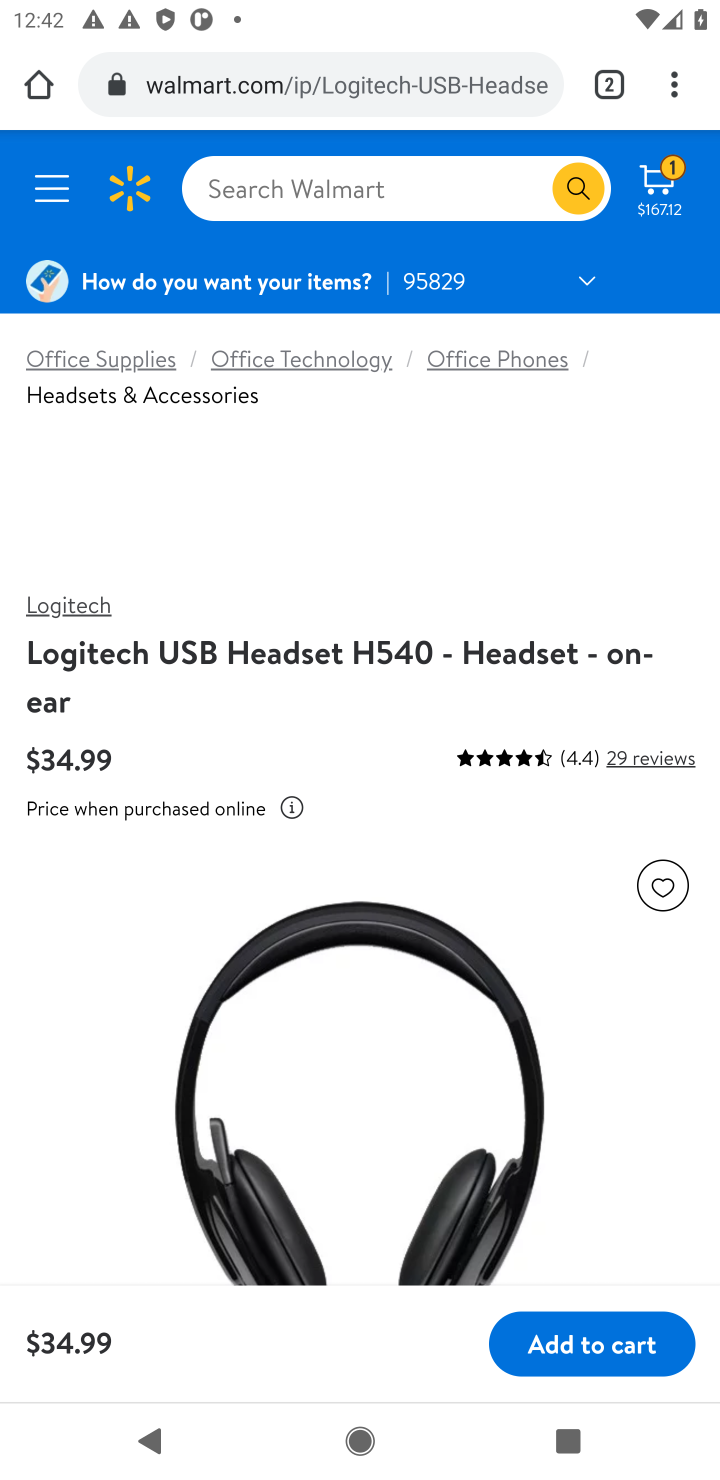 12:42
walmart.com/ip/Logitech-USB-Headse
2
Search Walmart
1
$167.12
How do you want your items? | 95829
Office Supplies / Office Technology / Office Phones /
Headsets & Accessories
Logitech
Logitech USB Headset H540 - Headset - on-
ear
$34.99
(4.4) 29 reviews
Price when purchased online
$34.99
Add to cart